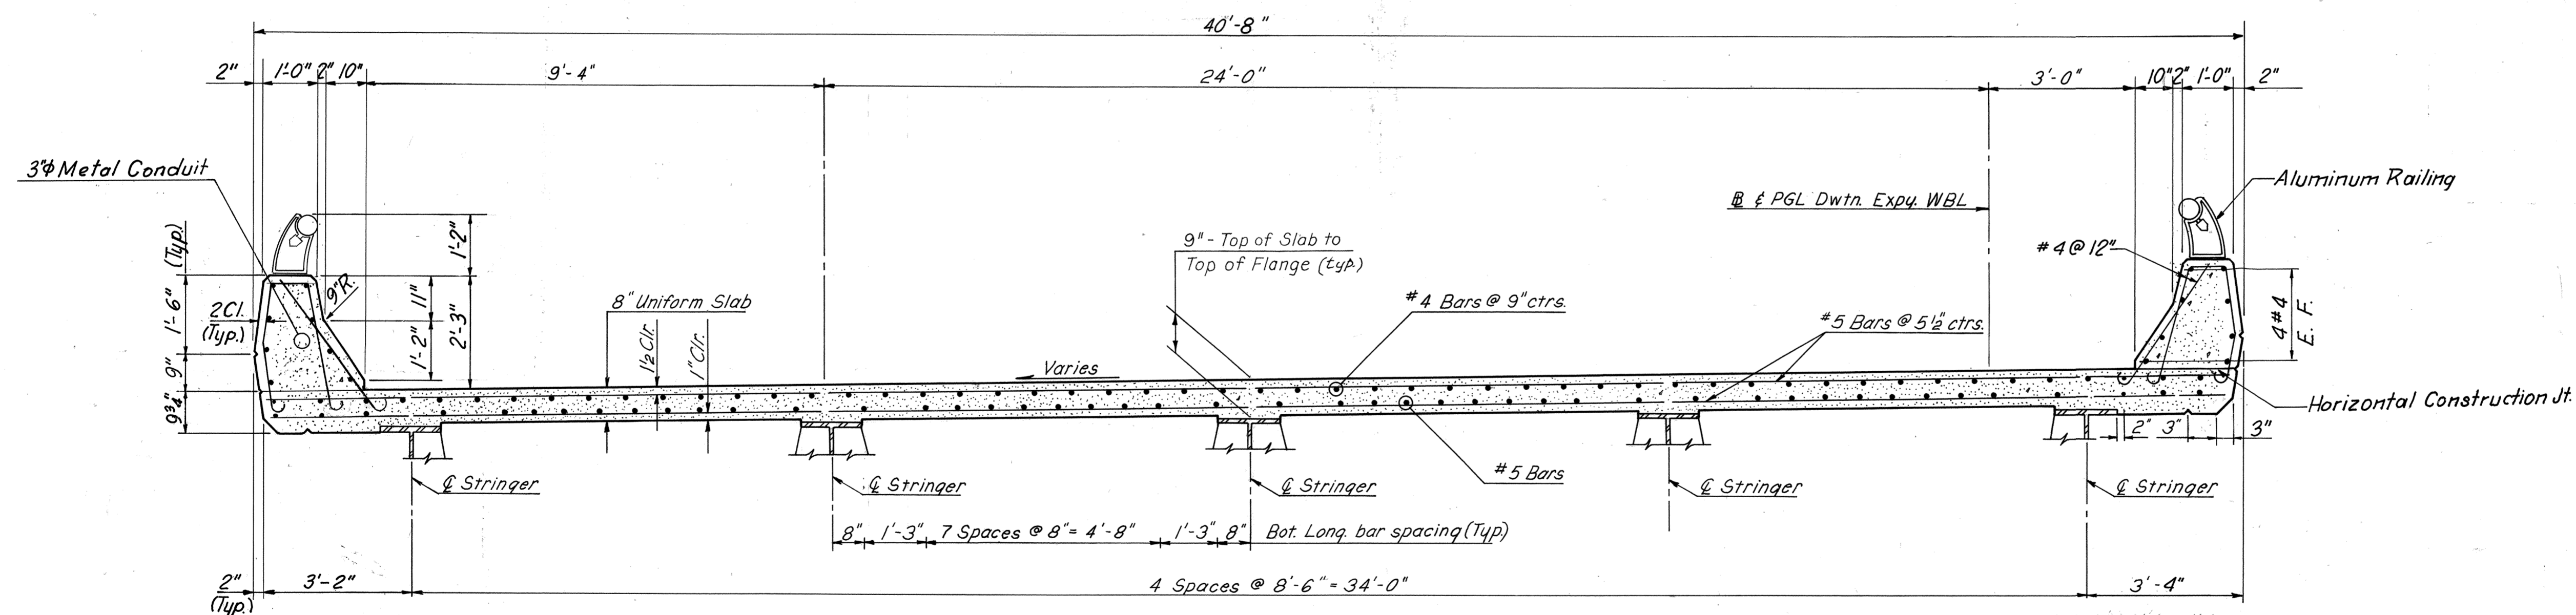 40'-8"
2" 1'-0" 2" 10" 9'-4" 24'-0" 3'-0" 10" 2" 1'-0" 2"
3"ϕ Metal Conduit
Aluminum Railing
℄ & PGL Dwtn. Expy. WBL
(Typ.)
1'-6"
9"
9¾"
2 Cl.
(Typ.)
9"R.
11"
1'-2"
1'-2"
2'-3"
8" Uniform Slab
1½ Clr.
1" Clr.
Varies
9" - Top of Slab to
Top of Flange (typ.)
#4 Bars @ 9" ctrs.
#5 Bars @ 5½" ctrs.
#4 @ 12"
4 #4
E. F.
Horizontal Construction Jt.
2" 3" 3"
#5 Bars
℄ Stringer
℄ Stringer
℄ Stringer
℄ Stringer
℄ Stringer
8" 1'-3" 7 Spaces @ 8" = 4'-8" 1'-3" 8" Bot. Long. bar spacing (Typ.)
2" 3'-2" 4 Spaces @ 8'-6" = 34'-0" 3'-4"
(Typ.)